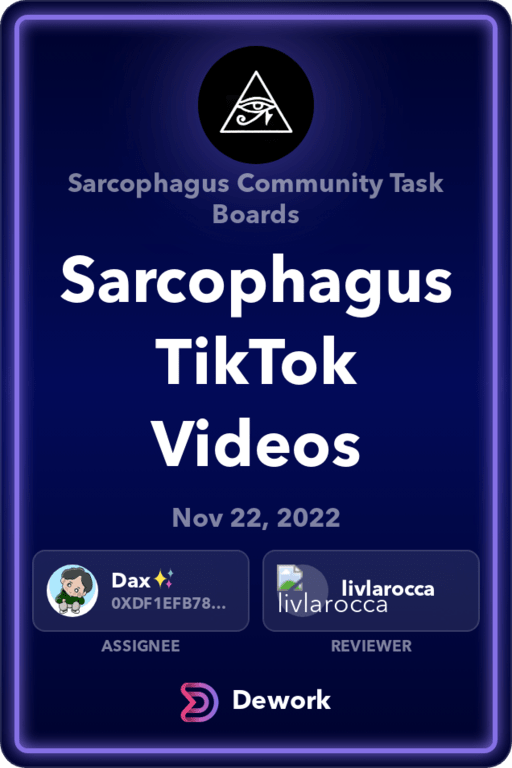 Sarcophagus Community Task
Boards
Sarcophagus
TikTok
Videos
Nov 22, 2022
Dax✨
0XDF1EFB78...
ASSIGNEE
livlarocca
livlarocca
REVIEWER
Dework